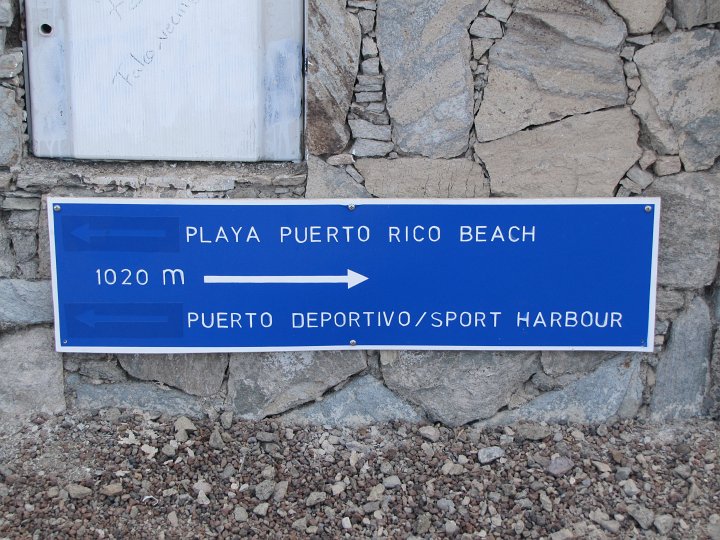 PLAYA PUERTO RICO BEACH
1020 m
PUERTO DEPORTIVO/SPORT HARBOUR